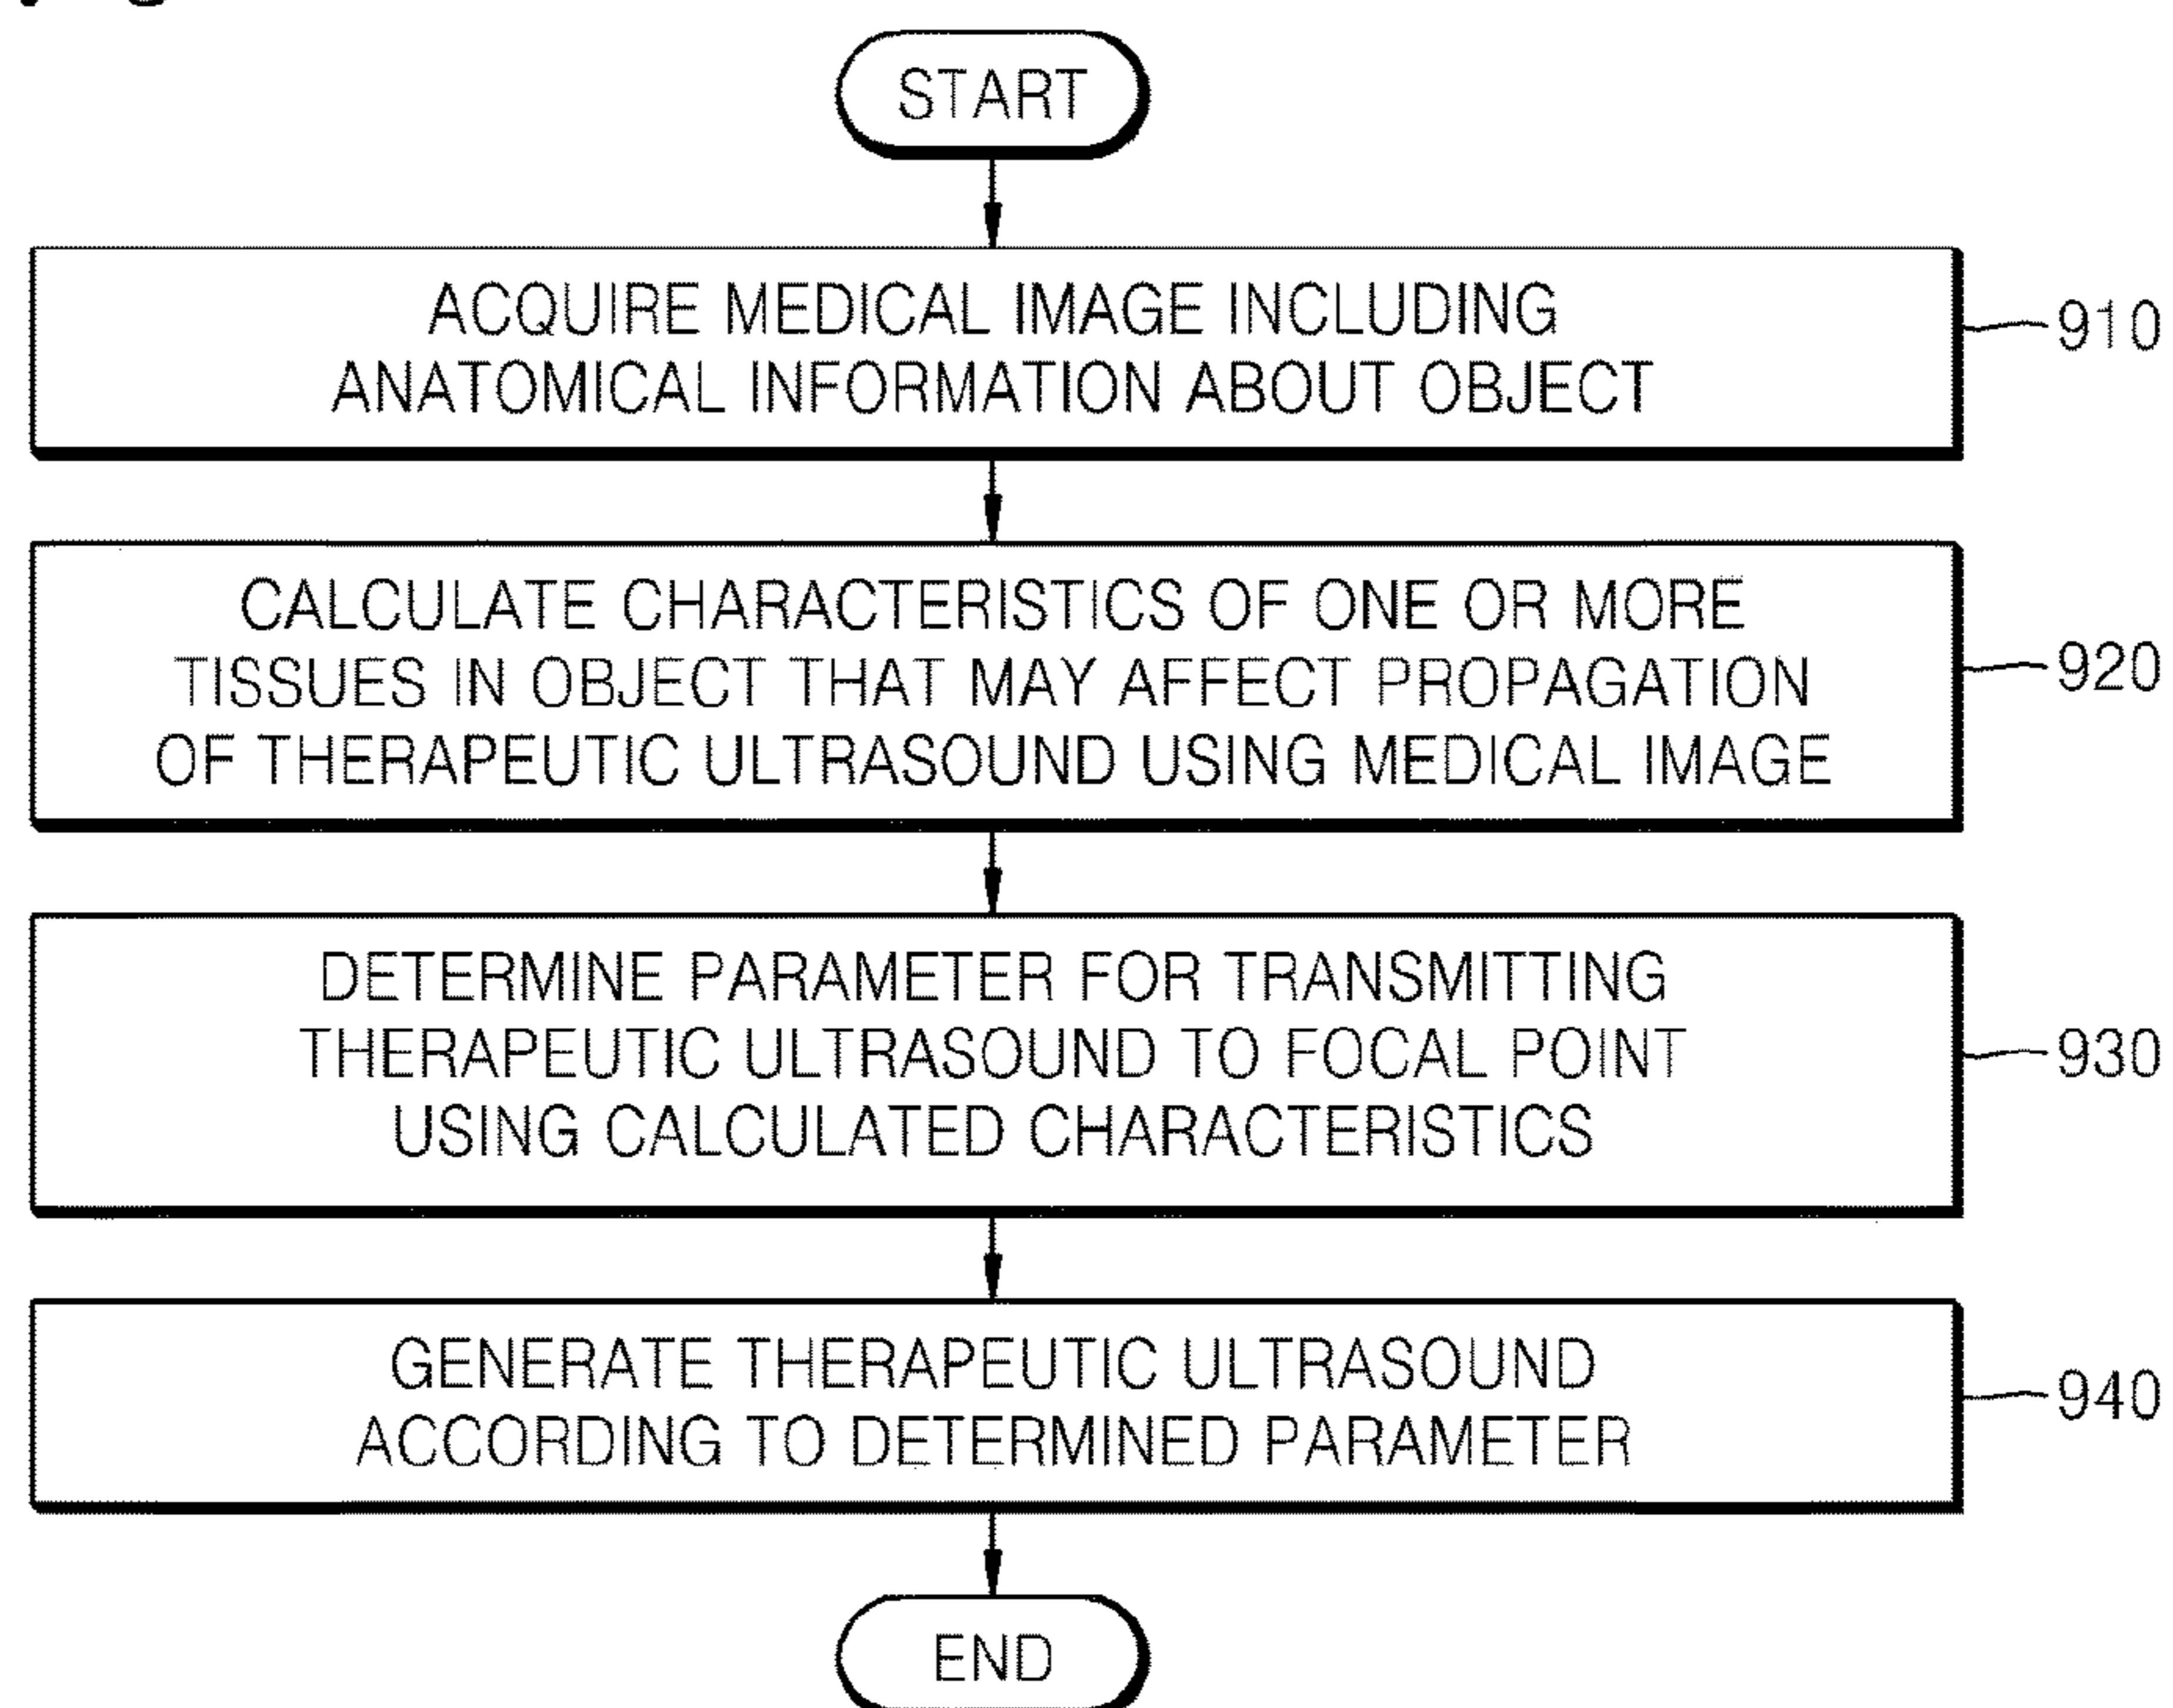 START
ACQUIRE MEDICAL IMAGE INCLUDING
ANATOMICAL INFORMATION ABOUT OBJECT
910
CALCULATE CHARACTERISTICS OF ONE OR MORE
TISSUES IN OBJECT THAT MAY AFFECT PROPAGATION
OF THERAPEUTIC ULTRASOUND USING MEDICAL IMAGE
920
DETERMINE PARAMETER FOR TRANSMITTING
THERAPEUTIC ULTRASOUND TO FOCAL POINT
USING CALCULATED CHARACTERISTICS
930
GENERATE THERAPEUTIC ULTRASOUND
ACCORDING TO DETERMINED PARAMETER
940
END